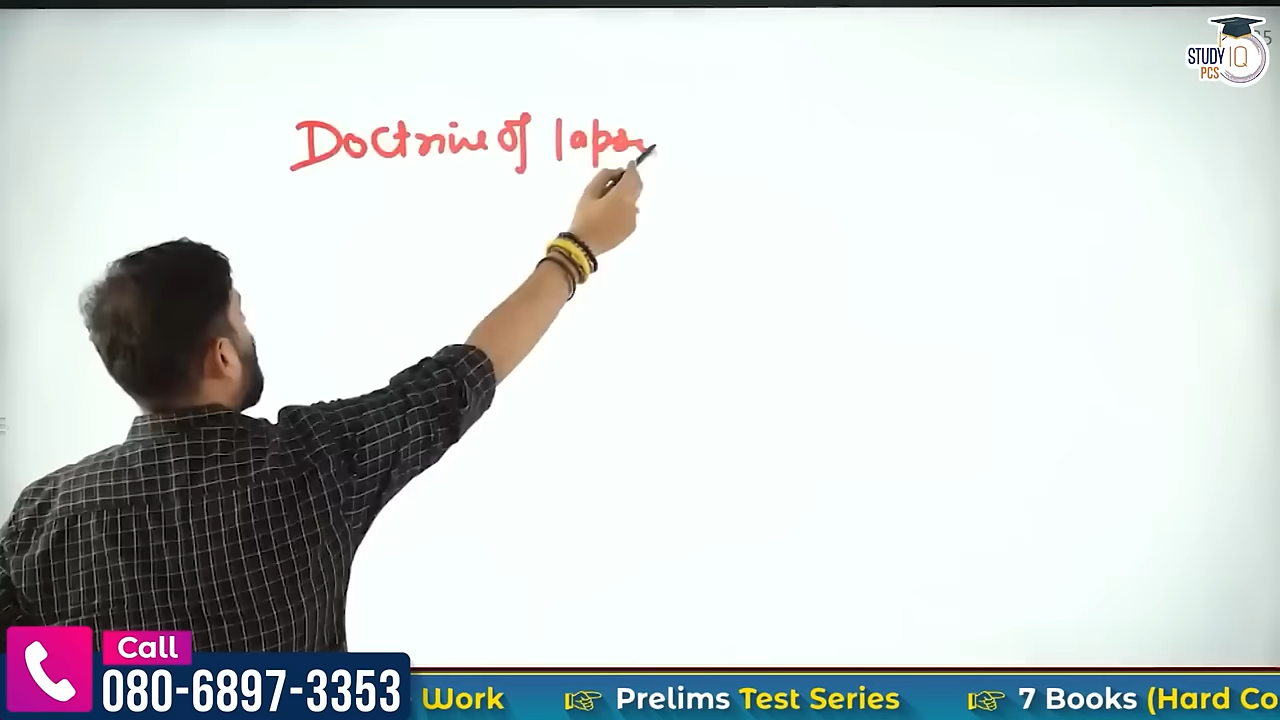 STUDY IQ
PCS
Doctrine of lapse
Call
080-6897-3353
Work
Prelims Test Series
7 Books (Hard Co